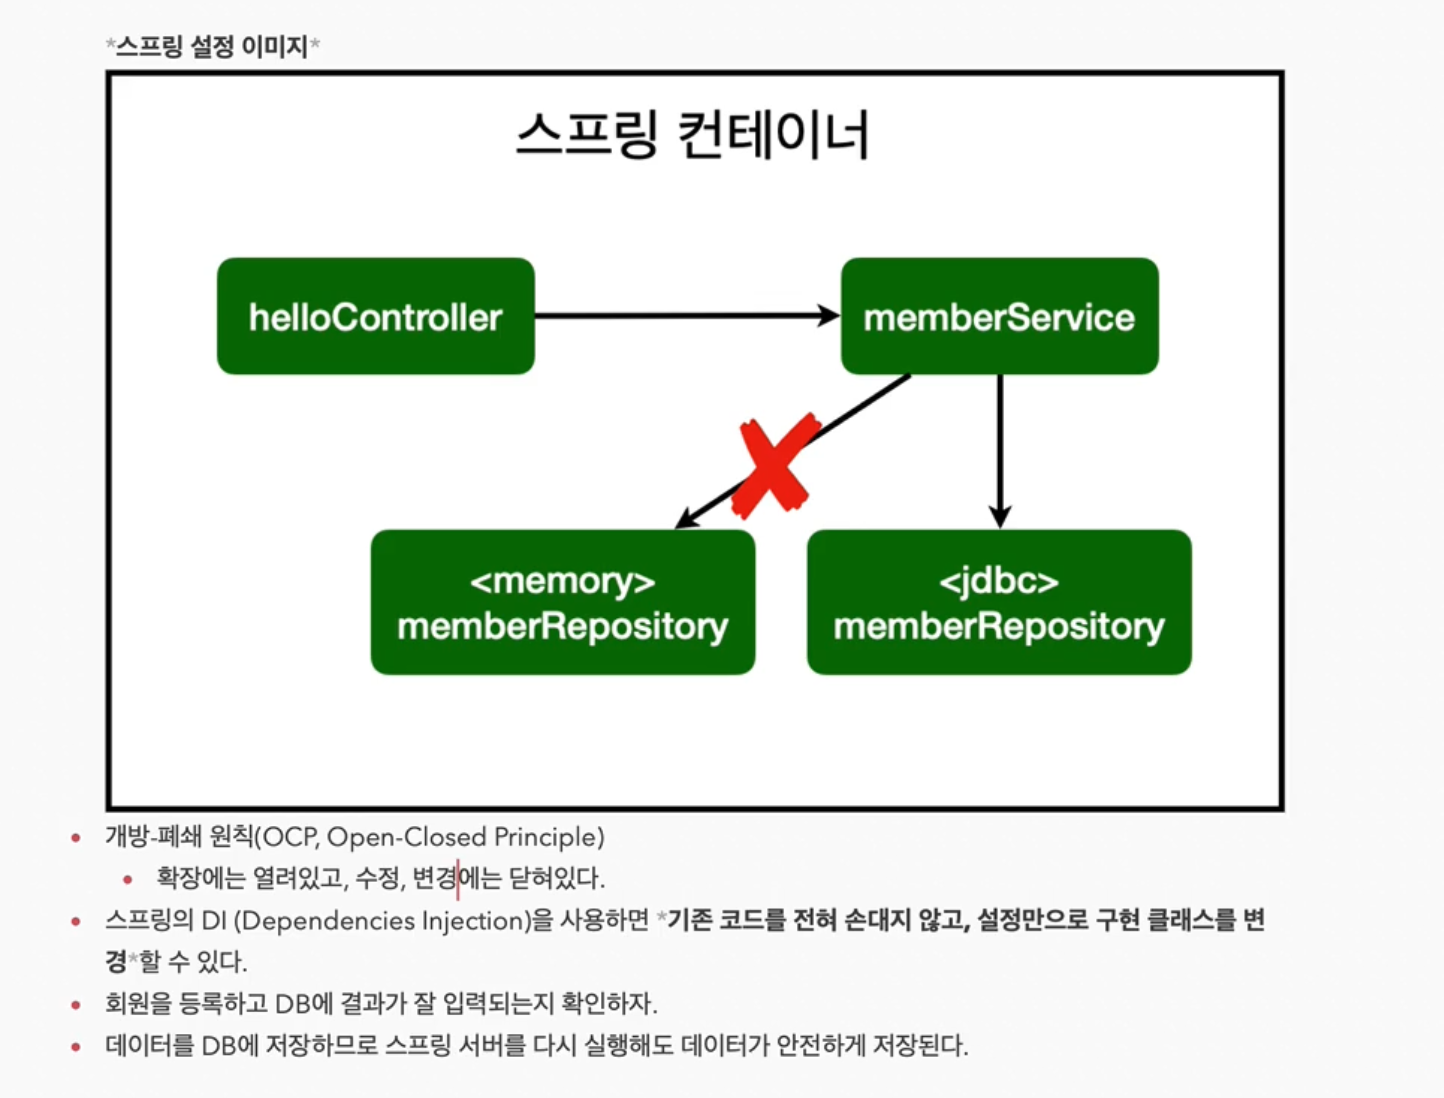 *스프링 설정 이미지*
스프링 컨테이너
helloController
memberService
<memory>
memberRepository
<jdbc>
memberRepository
개방-폐쇄 원칙(OCP, Open-Closed Principle)
확장에는 열려있고, 수정, 변경에는 닫혀있다.
스프링의 DI (Dependencies Injection)을 사용하면 *기존 코드를 전혀 손대지 않고, 설정만으로 구현 클래스를 변
경*할 수 있다.
회원을 등록하고 DB에 결과가 잘 입력되는지 확인하자.
데이터를 DB에 저장하므로 스프링 서버를 다시 실행해도 데이터가 안전하게 저장된다.